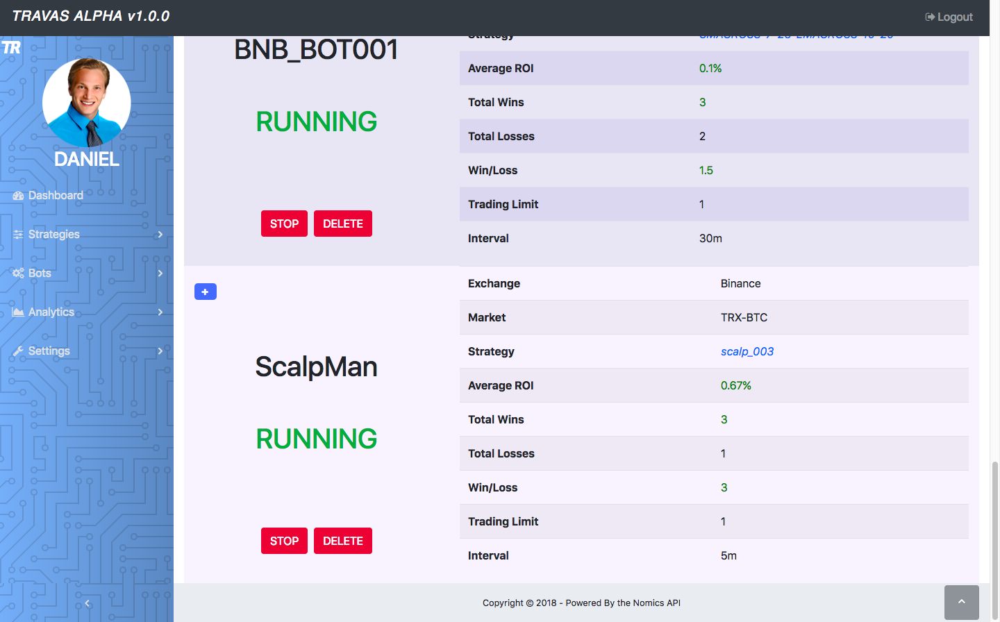 TRAVAS ALPHA v1.0.0
Logout
TR
DANIEL
Dashboard
Strategies
Bots
Analytics
Settings
BNB_BOT001
RUNNING
STOP DELETE
Strategy
Average ROI 0.1%
Total Wins 3
Total Losses 2
Win/Loss 1.5
Trading Limit 1
Interval 30m
ScalpMan
RUNNING
STOP DELETE
Exchange Binance
Market TRX-BTC
Strategy scalp_003
Average ROI 0.67%
Total Wins 3
Total Losses 1
Win/Loss 3
Trading Limit 1
Interval 5m
Copyright © 2018 - Powered By the Nomics API